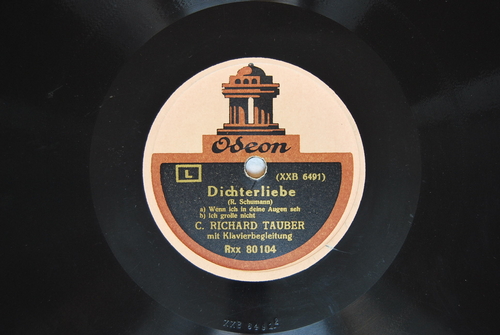 Odeon
L
(XXB 6491)
Dichterliebe
(R. Schumann)
a) Wenn ich in deine Augen seh
b) Ich grolle nicht
C. RICHARD TAUBER
mit Klavierbegleitung
Rxx 80104